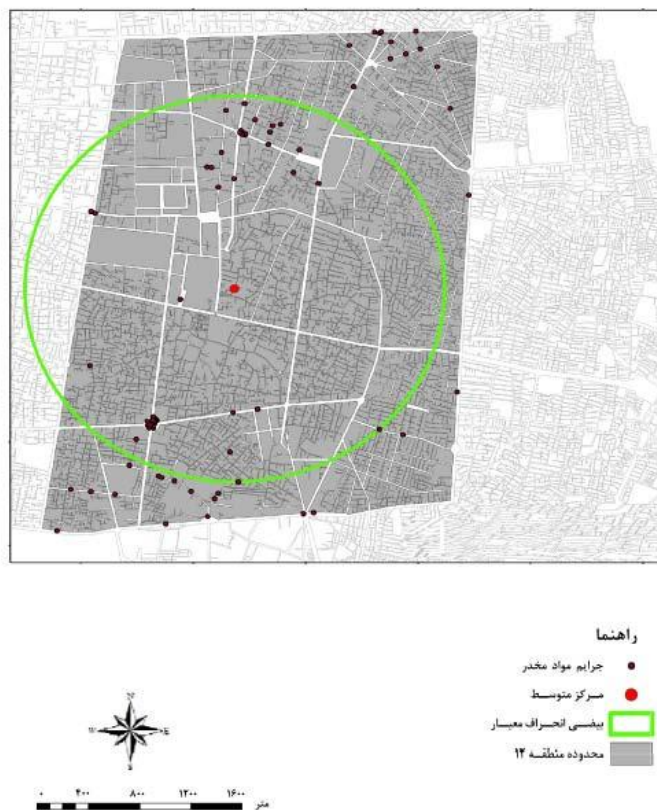 راهنما
جرایم مواد مخدر
مرکز متوسط
بیضی انحراف معیار
محدوده منطقه ۱۲
N
W E
S
۰ ۴۰۰ ۸۰۰ ۱۲۰۰ ۱۶۰۰
متر